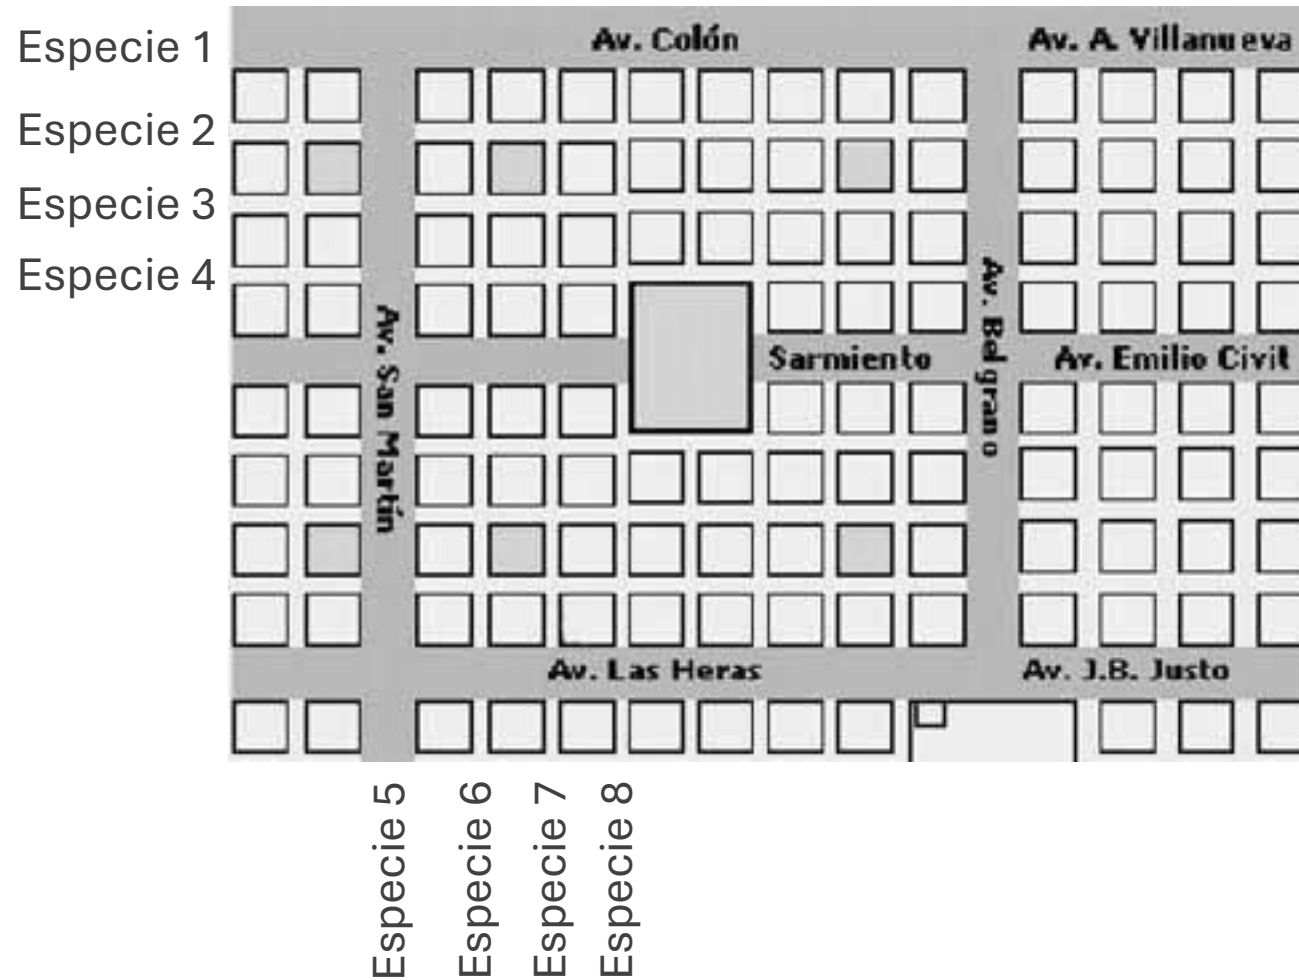 Especie 1
Av. Colón
Av. A. Villanueva
Especie 2
Especie 3
Especie 4
Av. San Martín
Av. Belgrano
Sarmiento
Av. Emilio Civit
Av. Las Heras
Av. J.B. Justo
Especie 5
Especie 6
Especie 7
Especie 8